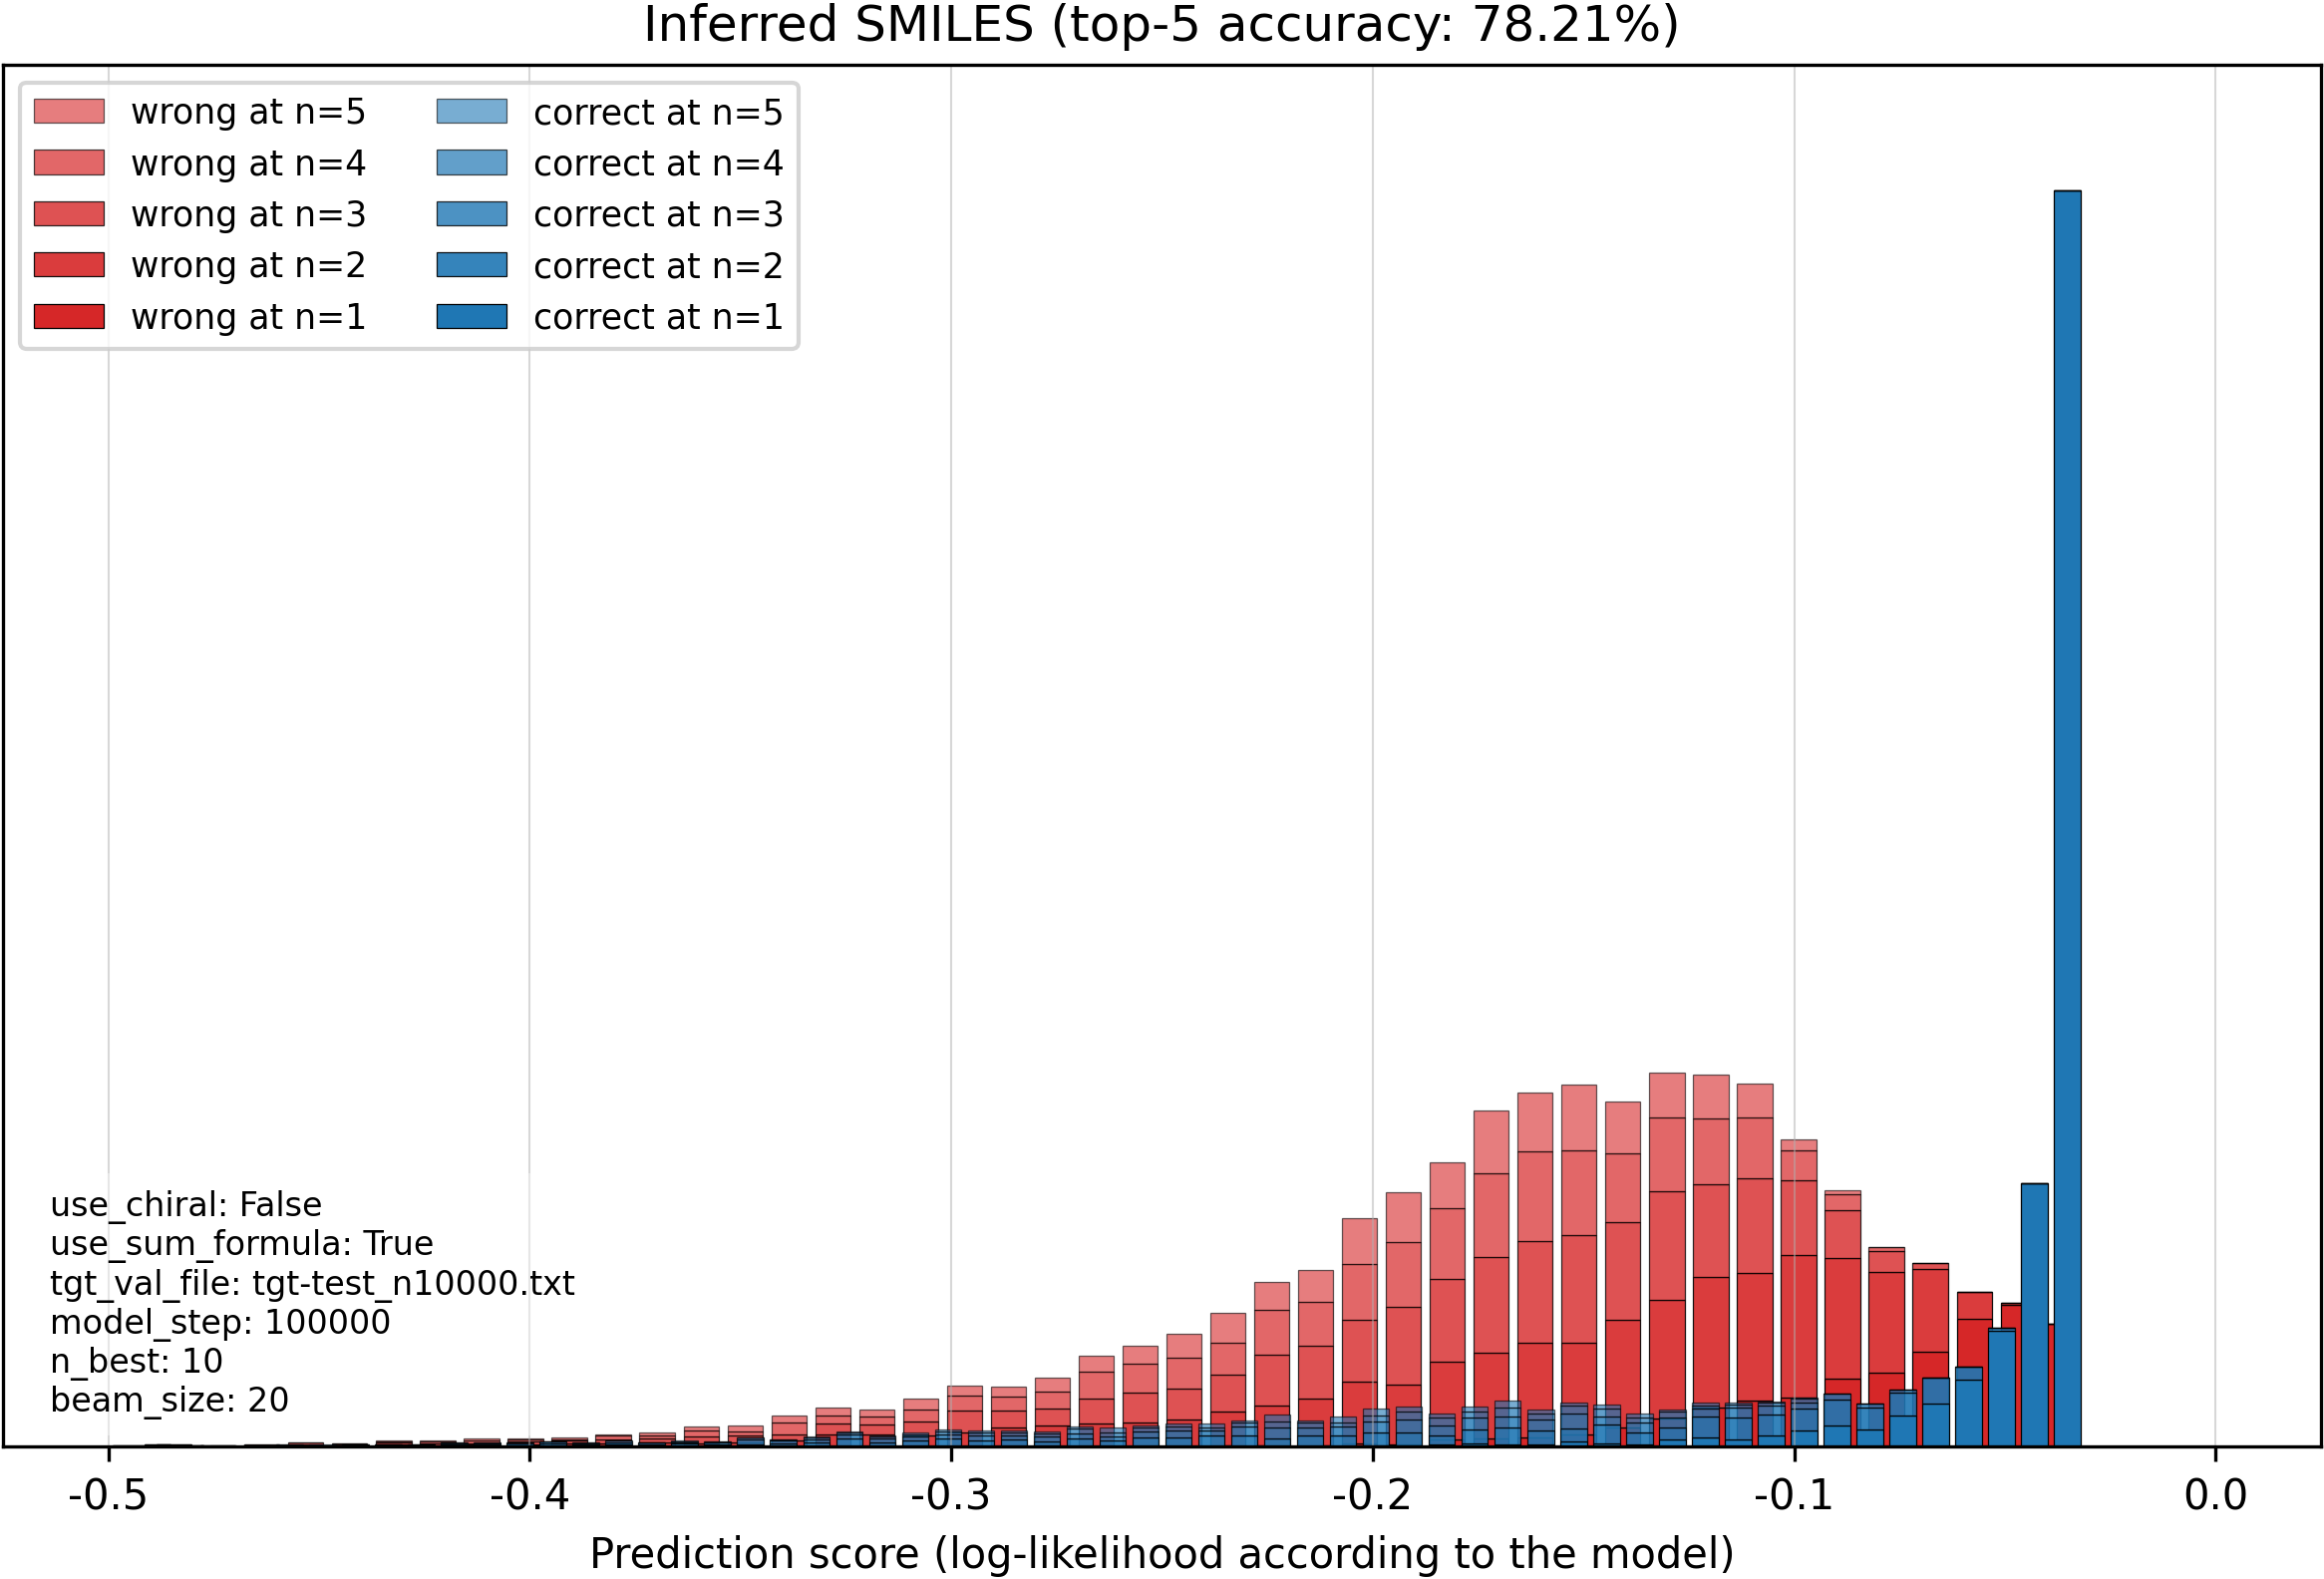 Inferred SMILES (top-5 accuracy: 78.21%)
wrong at n=5
wrong at n=4
wrong at n=3
wrong at n=2
wrong at n=1
correct at n=5
correct at n=4
correct at n=3
correct at n=2
correct at n=1
use_chiral: False
use_sum_formula: True
tgt_val_file: tgt-test_n10000.txt
model_step: 100000
n_best: 10
beam_size: 20
-0.5 -0.4 -0.3 -0.2 -0.1 0.0
Prediction score (log-likelihood according to the model)